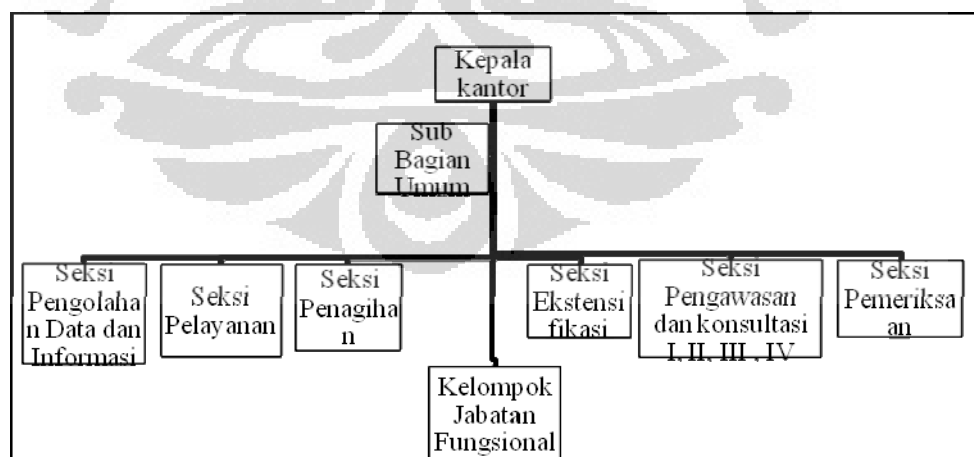 Kepala
kantor
Sub
Bagian
Umum
Seksi
Pengolaha
n Data dan
Informasi
Seksi
Pelayanan
Seksi
Penagiha
n
Seksi
Ekstensi
fikasi
Seksi
Pengawasan
dan konsultasi
I, II, III , IV
Seksi
Pemeriksa
an
Kelompok
Jabatan
Fungsional